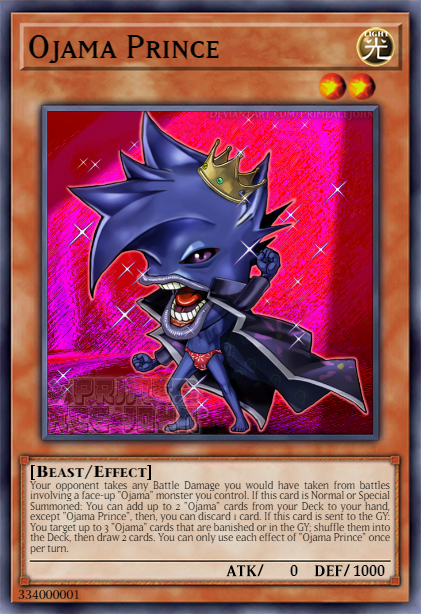 Ojama Prince
LIGHT
光
DEVIANTART.COM/PRIMEACEJOHN
[Beast/Effect]
Your opponent takes any Battle Damage you would have taken from battles
involving a face-up "Ojama" monster you control. If this card is Normal or Special
Summoned: You can add up to 2 "Ojama" cards from your Deck to your hand,
except "Ojama Prince", then, you can discard 1 card. If this card is sent to the GY:
You target up to 3 "Ojama" cards that are banished or in the GY; shuffle them into
the Deck, then draw 2 cards. You can only use each effect of "Ojama Prince" once
per turn.
ATK/ 0 DEF/ 1000
334000001